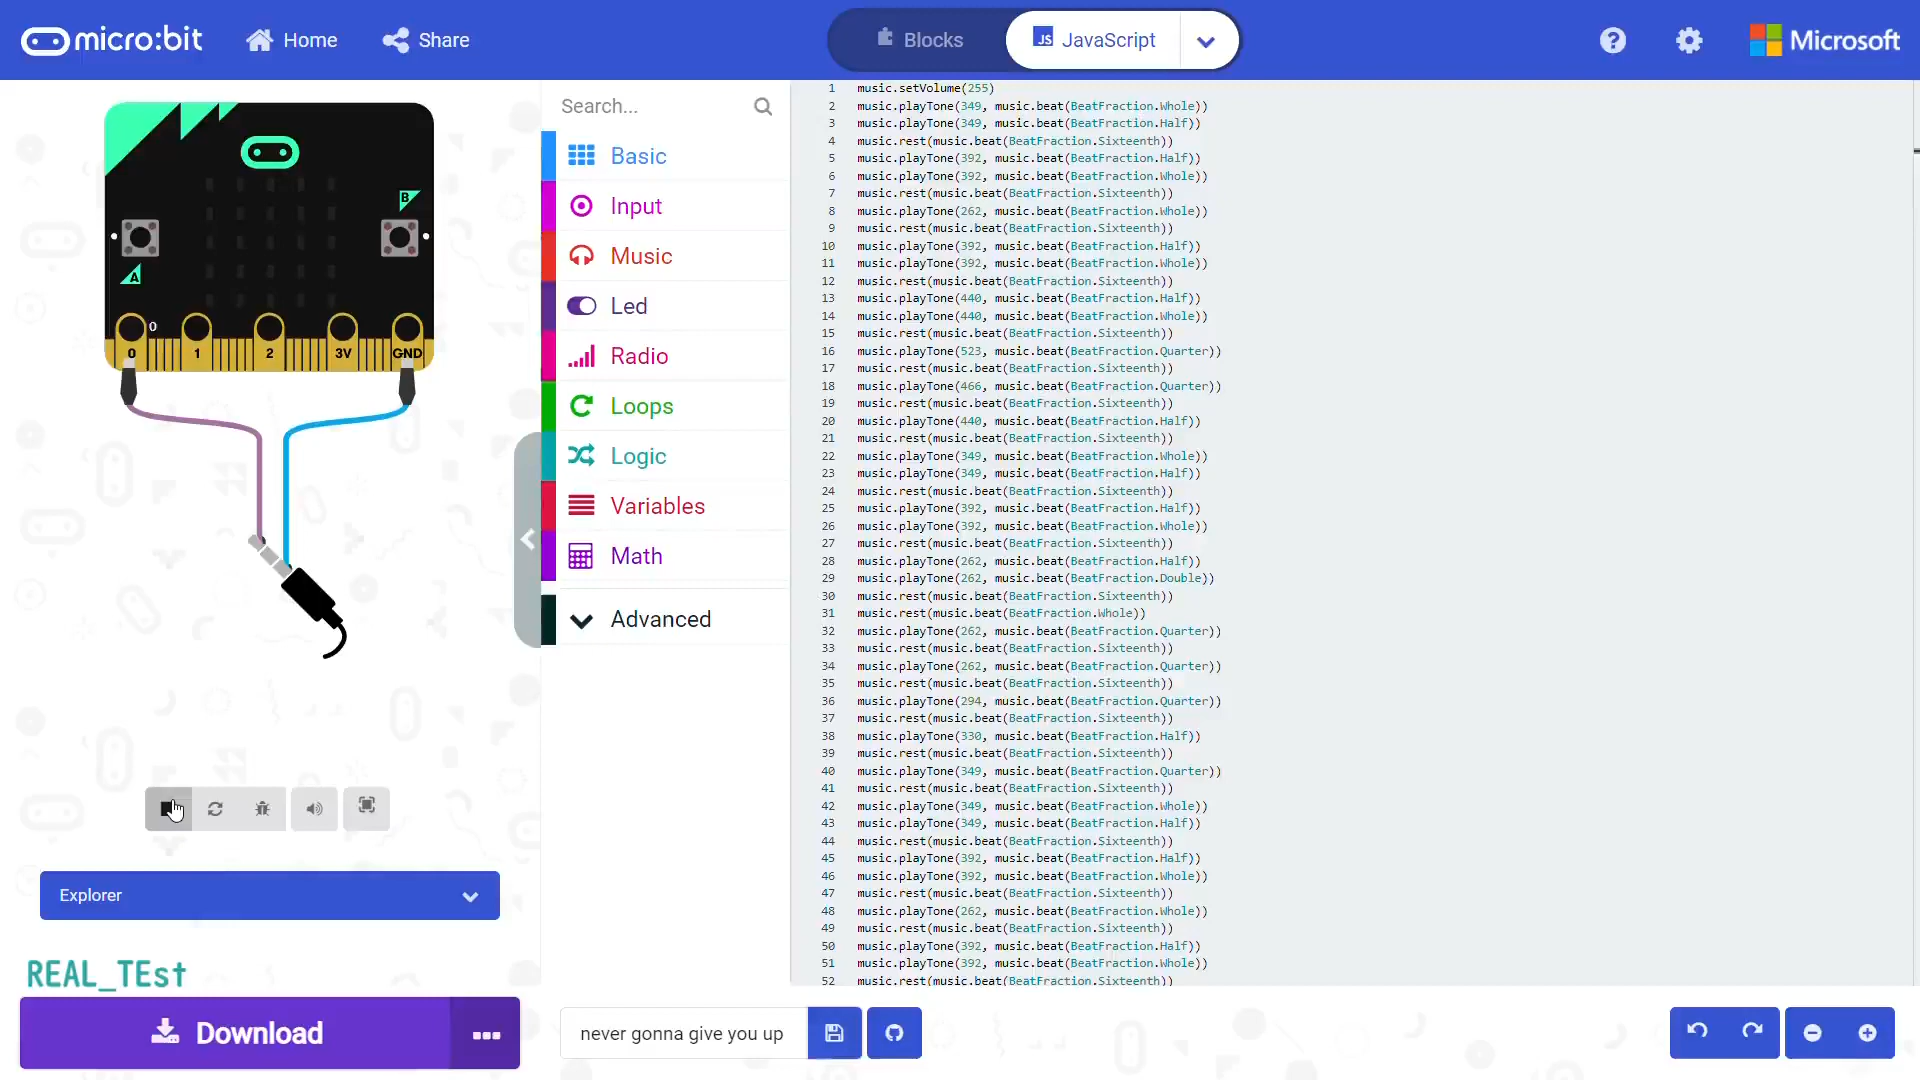 micro:bit
Home
Share
Blocks
JS JavaScript
?
Microsoft
B
A
0
0
1
2
3V
GND
Explorer
REAL_TEst
Download
Search...
Basic
Input
Music
Led
Radio
Loops
Logic
Variables
Math
Advanced
1 music.setVolume(255)
2 music.playTone(349, music.beat(BeatFraction.Whole))
3 music.playTone(349, music.beat(BeatFraction.Half))
4 music.rest(music.beat(BeatFraction.Sixteenth))
5 music.playTone(392, music.beat(BeatFraction.Half))
6 music.playTone(392, music.beat(BeatFraction.Whole))
7 music.rest(music.beat(BeatFraction.Sixteenth))
8 music.playTone(262, music.beat(BeatFraction.Whole))
9 music.rest(music.beat(BeatFraction.Sixteenth))
10 music.playTone(392, music.beat(BeatFraction.Half))
11 music.playTone(392, music.beat(BeatFraction.Whole))
12 music.rest(music.beat(BeatFraction.Sixteenth))
13 music.playTone(440, music.beat(BeatFraction.Half))
14 music.playTone(440, music.beat(BeatFraction.Whole))
15 music.rest(music.beat(BeatFraction.Sixteenth))
16 music.playTone(523, music.beat(BeatFraction.Quarter))
17 music.rest(music.beat(BeatFraction.Sixteenth))
18 music.playTone(466, music.beat(BeatFraction.Quarter))
19 music.rest(music.beat(BeatFraction.Sixteenth))
20 music.playTone(440, music.beat(BeatFraction.Half))
21 music.rest(music.beat(BeatFraction.Sixteenth))
22 music.playTone(349, music.beat(BeatFraction.Whole))
23 music.playTone(349, music.beat(BeatFraction.Half))
24 music.rest(music.beat(BeatFraction.Sixteenth))
25 music.playTone(392, music.beat(BeatFraction.Half))
26 music.playTone(392, music.beat(BeatFraction.Whole))
27 music.rest(music.beat(BeatFraction.Sixteenth))
28 music.playTone(262, music.beat(BeatFraction.Half))
29 music.playTone(262, music.beat(BeatFraction.Double))
30 music.rest(music.beat(BeatFraction.Sixteenth))
31 music.rest(music.beat(BeatFraction.Whole))
32 music.playTone(262, music.beat(BeatFraction.Quarter))
33 music.rest(music.beat(BeatFraction.Sixteenth))
34 music.playTone(262, music.beat(BeatFraction.Quarter))
35 music.rest(music.beat(BeatFraction.Sixteenth))
36 music.playTone(294, music.beat(BeatFraction.Quarter))
37 music.rest(music.beat(BeatFraction.Sixteenth))
38 music.playTone(330, music.beat(BeatFraction.Half))
39 music.rest(music.beat(BeatFraction.Sixteenth))
40 music.playTone(349, music.beat(BeatFraction.Quarter))
41 music.rest(music.beat(BeatFraction.Sixteenth))
42 music.playTone(349, music.beat(BeatFraction.Whole))
43 music.playTone(349, music.beat(BeatFraction.Half))
44 music.rest(music.beat(BeatFraction.Sixteenth))
45 music.playTone(392, music.beat(BeatFraction.Half))
46 music.playTone(392, music.beat(BeatFraction.Whole))
47 music.rest(music.beat(BeatFraction.Sixteenth))
48 music.playTone(262, music.beat(BeatFraction.Whole))
49 music.rest(music.beat(BeatFraction.Sixteenth))
50 music.playTone(392, music.beat(BeatFraction.Half))
51 music.playTone(392, music.beat(BeatFraction.Whole))
52 music.rest(music.beat(BeatFraction.Sixteenth))
never gonna give you up